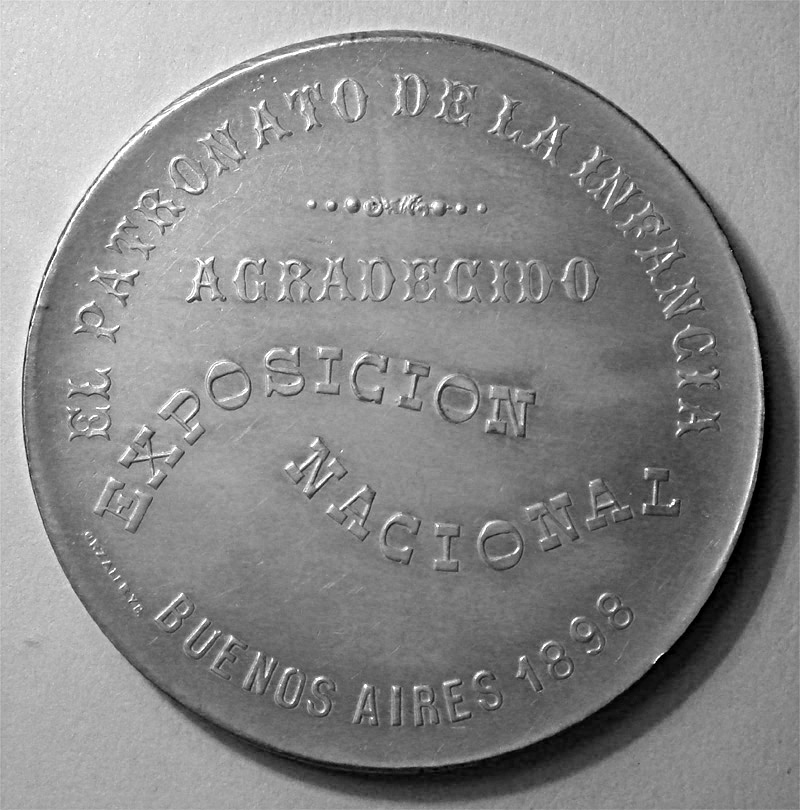 EL PATRONATO DE LA INFANCIA
AGRADECIDO
EXPOSICION
NACIONAL
BUENOS AIRES 1898